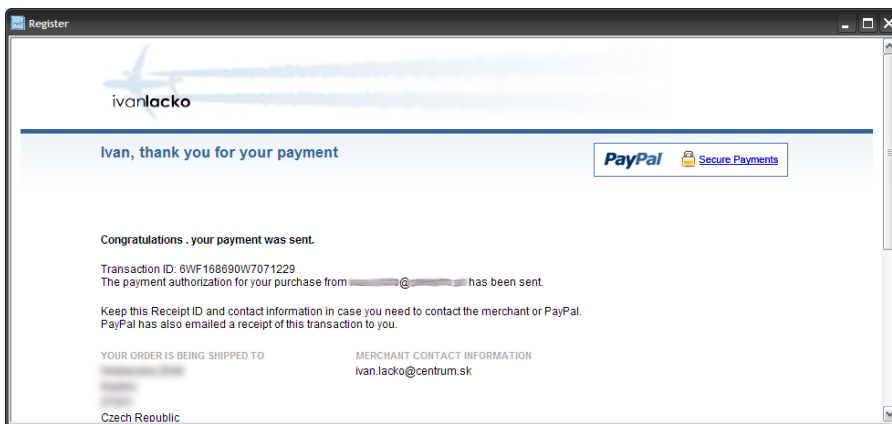 Register
ivanlacko
Ivan, thank you for your payment
PayPal Secure Payments
Congratulations . your payment was sent.
Transaction ID: 6WF168690W7071229
The payment authorization for your purchase from @ has been sent.
Keep this Receipt ID and contact information in case you need to contact the merchant or PayPal.
PayPal has also emailed a receipt of this transaction to you.
YOUR ORDER IS BEING SHIPPED TO
MERCHANT CONTACT INFORMATION
ivan.lacko@centrum.sk
Czech Republic